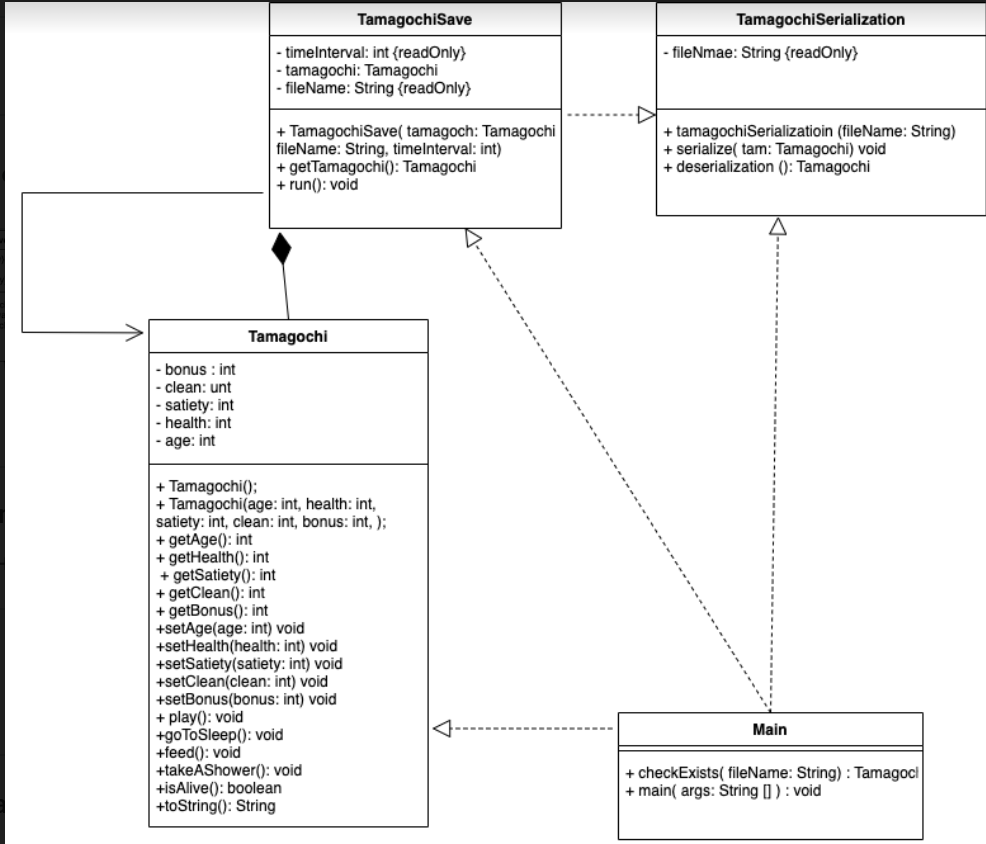 TamagochiSave
- timeInterval: int {readOnly}
- tamagochi: Tamagochi
- fileName: String {readOnly}
+ TamagochiSave( tamagoch: Tamagochi
fileName: String, timeInterval: int)
+ getTamagochi(): Tamagochi
+ run(): void
TamagochiSerialization
- fileNmae: String {readOnly}
+ tamagochiSerializatioin (fileName: String)
+ serialize( tam: Tamagochi) void
+ deserialization (): Tamagochi
Tamagochi
- bonus : int
- clean: unt
- satiety: int
- health: int
- age: int
+ Tamagochi();
+ Tamagochi(age: int, health: int,
satiety: int, clean: int, bonus: int, );
+ getAge(): int
+ getHealth(): int
+ getSatiety(): int
+ getClean(): int
+ getBonus(): int
+setAge(age: int) void
+setHealth(health: int) void
+setSatiety(satiety: int) void
+setClean(clean: int) void
+setBonus(bonus: int) void
+ play(): void
+goToSleep(): void
+feed(): void
+takeAShower(): void
+isAlive(): boolean
+toString(): String
Main
+ checkExists( fileName: String) : Tamagocl
+ main( args: String [] ) : void